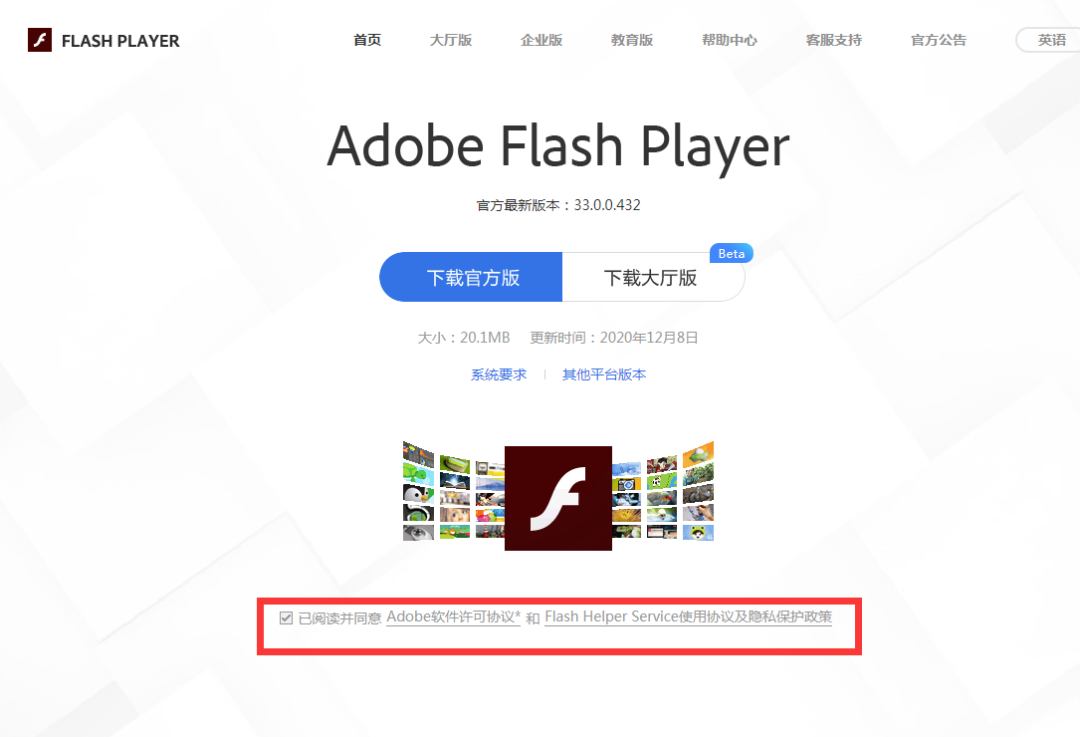 FLASH PLAYER 首页 大厅版 企业版 教育版 帮助中心 客服支持 官方公告 英语
Adobe Flash Player
官方最新版本：33.0.0.432
Beta
下载官方版 下载大厅版
大小：20.1MB 更新时间：2020年12月8日
系统要求 | 其他平台版本
已阅读并同意 Adobe软件许可协议* 和 Flash Helper Service使用协议及隐私保护政策